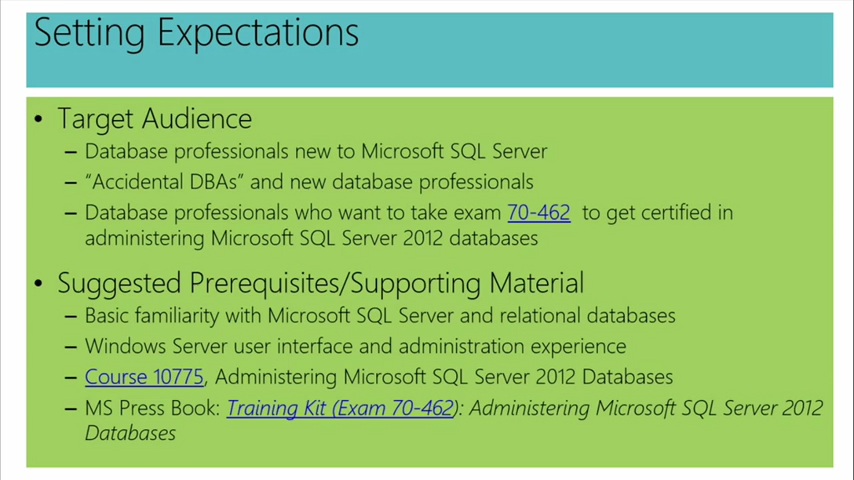 Setting Expectations
• Target Audience
– Database professionals new to Microsoft SQL Server
– “Accidental DBAs” and new database professionals
– Database professionals who want to take exam 70-462 to get certified in
administering Microsoft SQL Server 2012 databases
• Suggested Prerequisites/Supporting Material
– Basic familiarity with Microsoft SQL Server and relational databases
– Windows Server user interface and administration experience
– Course 10775, Administering Microsoft SQL Server 2012 Databases
– MS Press Book: Training Kit (Exam 70-462): Administering Microsoft SQL Server 2012
Databases